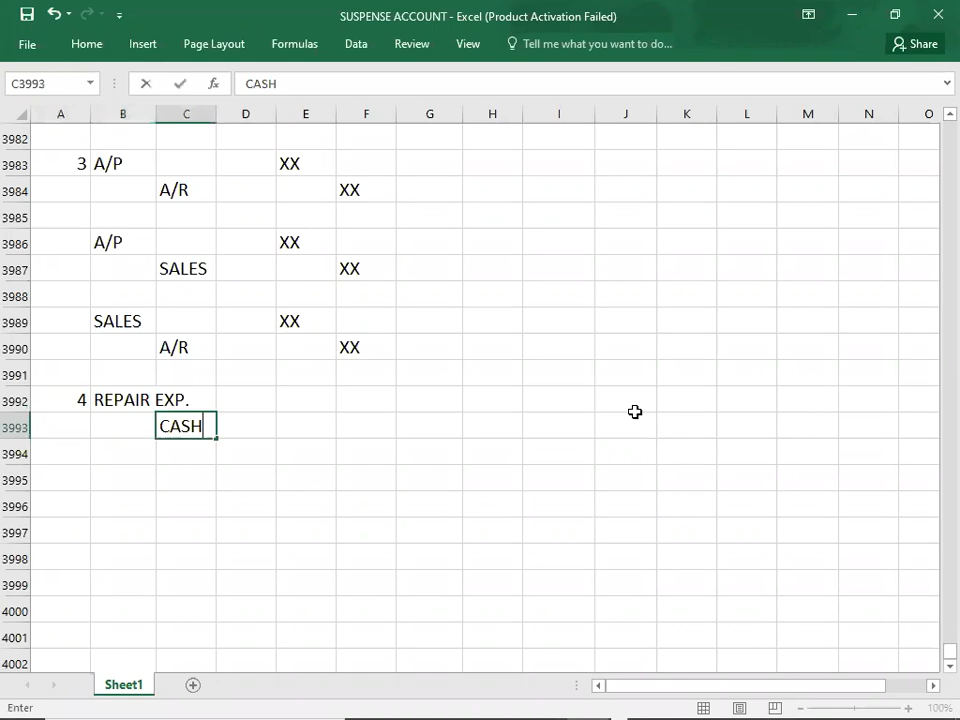 SUSPENSE ACCOUNT - Excel (Product Activation Failed)
File Home Insert Page Layout Formulas Data Review View Tell me what you want to do... Share
C3993 fx CASH
A B C D E F G H I J K L M N O
3982
3983 3 A/P XX
3984 A/R XX
3985
3986 A/P XX
3987 SALES XX
3988
3989 SALES XX
3990 A/R XX
3991
3992 4 REPAIR EXP.
3993 CASH
3994
3995
3996
3997
3998
3999
4000
4001
4002
Sheet1
Enter 100%